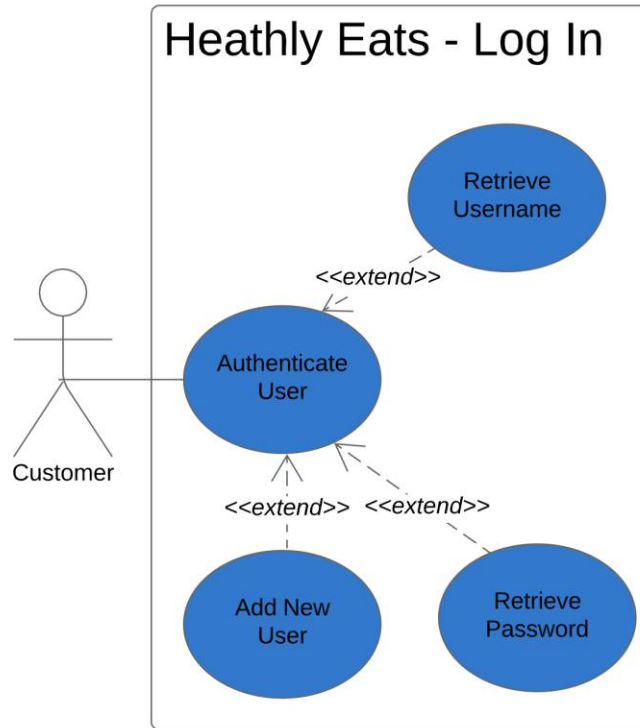 Heathly Eats - Log In
Retrieve
Username
<<extend>>
Authenticate
User
Customer
<<extend>>
<<extend>>
Add New
User
Retrieve
Password